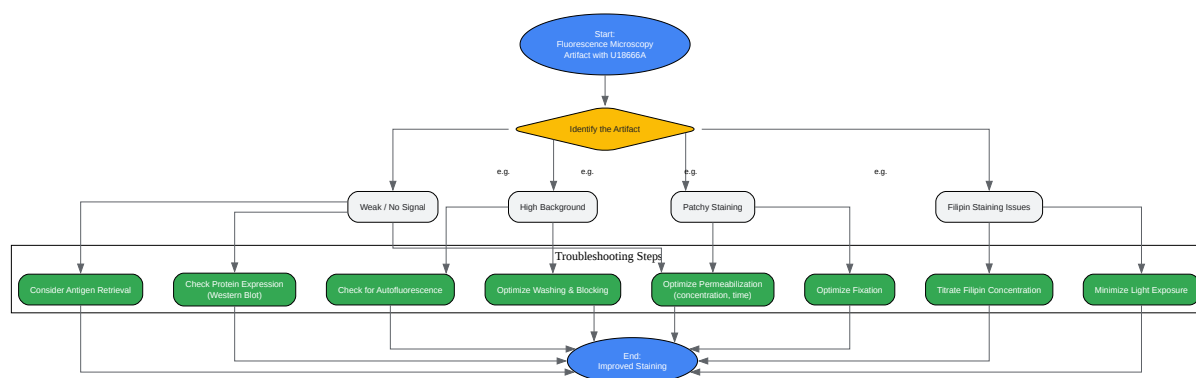 Start:
Fluorescence Microscopy
Artifact with U18666A
Identify the Artifact
e.g.
e.g.
e.g.
e.g.
Weak / No Signal
High Background
Patchy Staining
Filipin Staining Issues
Troubleshooting Steps
Consider Antigen Retrieval
Check Protein Expression
(Western Blot)
Check for Autofluorescence
Optimize Washing & Blocking
Optimize Permeabilization
(concentration, time)
Optimize Fixation
Titrate Filipin Concentration
Minimize Light Exposure
End:
Improved Staining